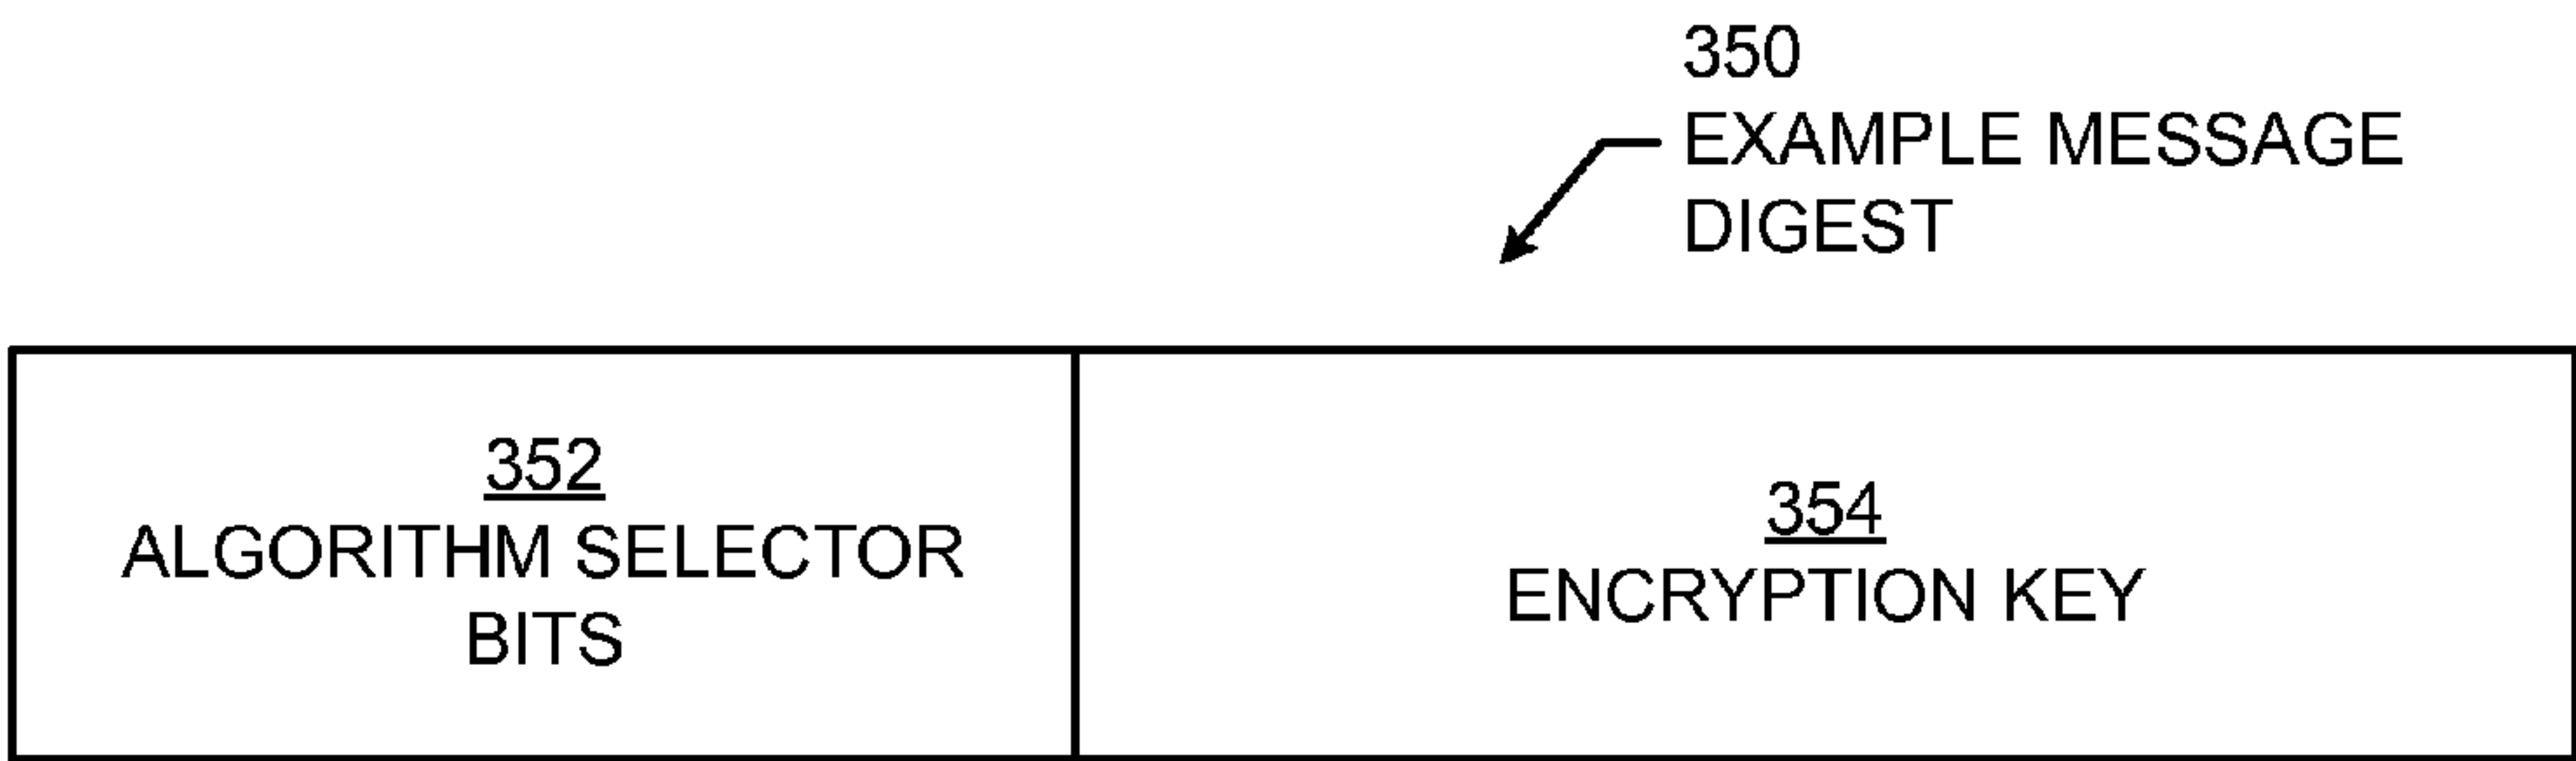 350
EXAMPLE MESSAGE
DIGEST
352
ALGORITHM SELECTOR
BITS
354
ENCRYPTION KEY